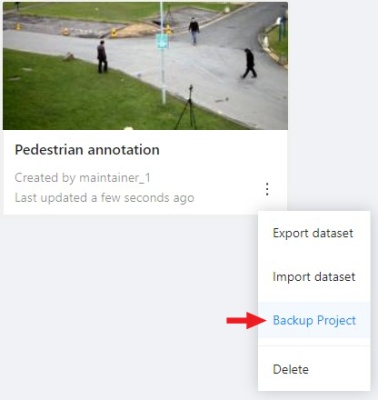 Pedestrian annotation
Created by maintainer_1
Last updated a few seconds ago
Export dataset
Import dataset
Backup Project
Delete